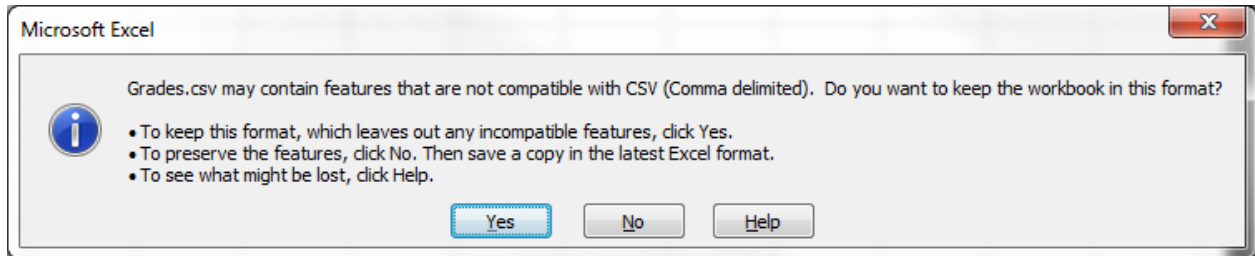 Microsoft Excel
Grades.csv may contain features that are not compatible with CSV (Comma delimited).  Do you want to keep the workbook in this format?
• To keep this format, which leaves out any incompatible features, click Yes.
• To preserve the features, click No. Then save a copy in the latest Excel format.
• To see what might be lost, click Help.
Yes No Help